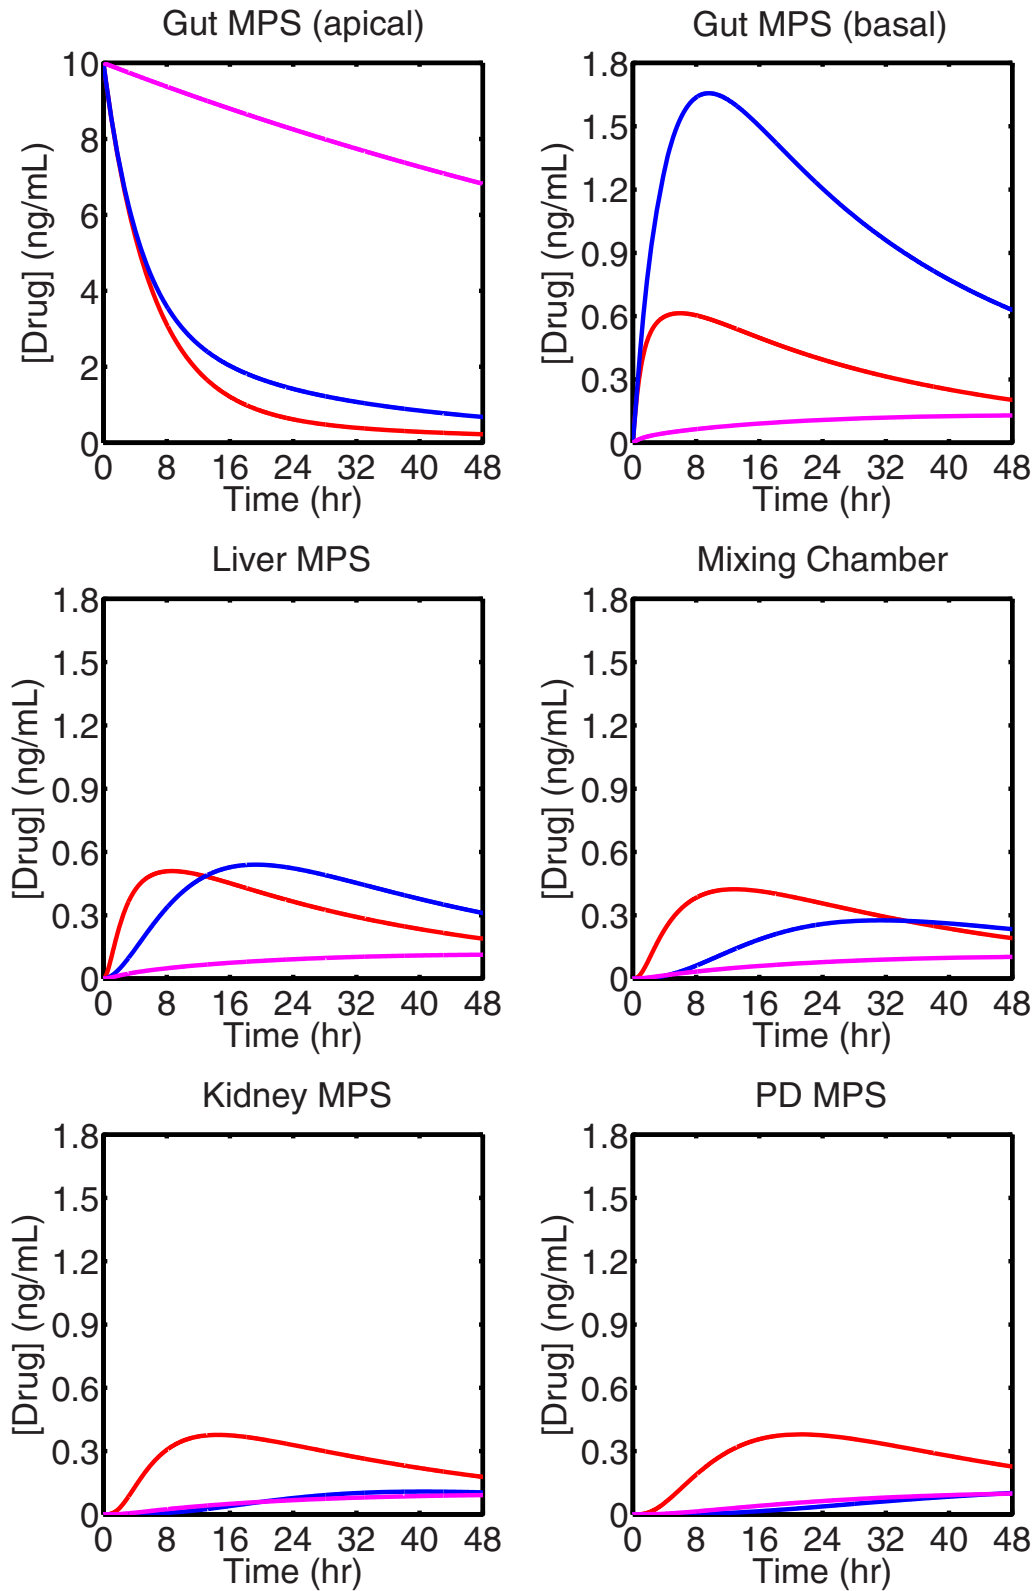 Gut MPS (apical)
[Drug] (ng/mL)
10
8
6
4
2
0
0 8 16 24 32 40 48
Time (hr)
Gut MPS (basal)
[Drug] (ng/mL)
1.8
1.5
1.2
0.9
0.6
0.3
0
0 8 16 24 32 40 48
Time (hr)
Liver MPS
[Drug] (ng/mL)
1.8
1.5
1.2
0.9
0.6
0.3
0
0 8 16 24 32 40 48
Time (hr)
Mixing Chamber
[Drug] (ng/mL)
1.8
1.5
1.2
0.9
0.6
0.3
0
0 8 16 24 32 40 48
Time (hr)
Kidney MPS
[Drug] (ng/mL)
1.8
1.5
1.2
0.9
0.6
0.3
0
0 8 16 24 32 40 48
Time (hr)
PD MPS
[Drug] (ng/mL)
1.8
1.5
1.2
0.9
0.6
0.3
0
0 8 16 24 32 40 48
Time (hr)